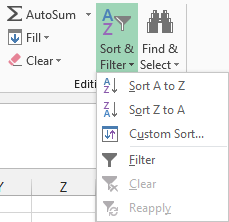 AutoSum
Fill
Clear
Sort & Filter
Find & Select
Editi
Sort A to Z
Sort Z to A
Custom Sort...
Filter
Clear
Reapply
Y
Z